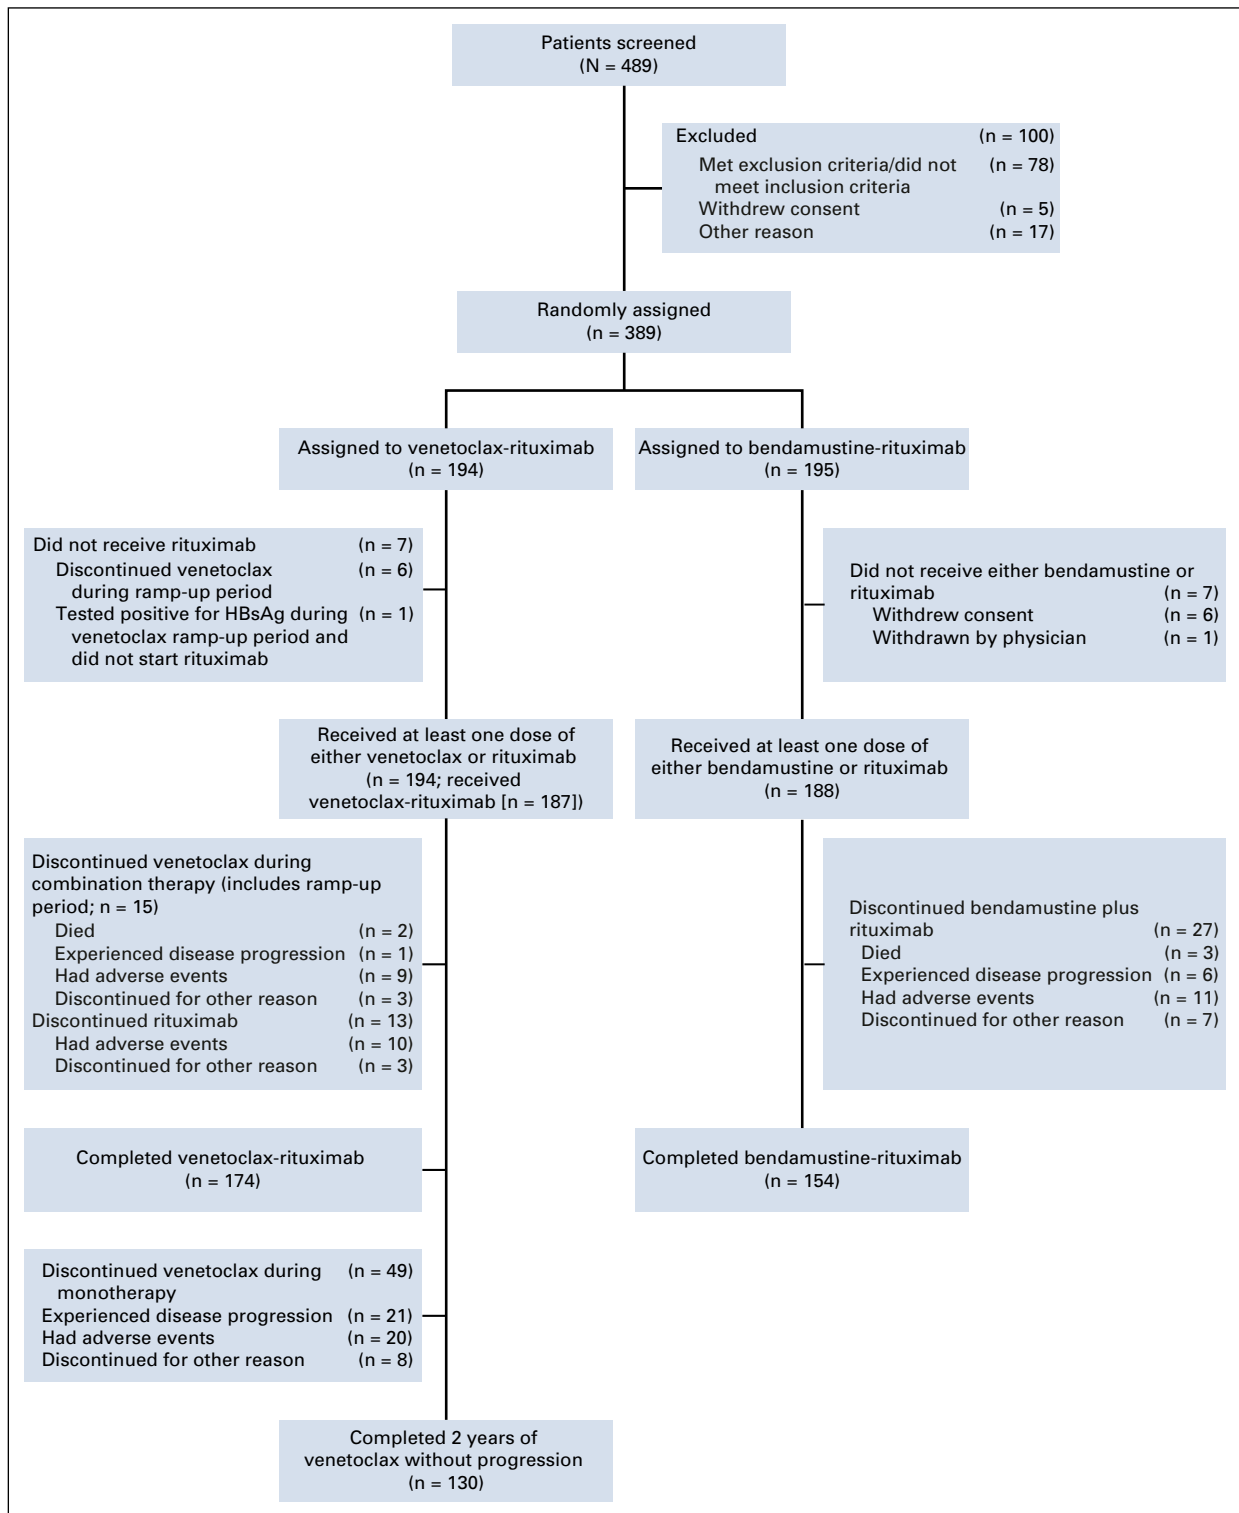 Patients screened
(N = 489)
Excluded (n = 100)
Met exclusion criteria/did not (n = 78)
meet inclusion criteria
Withdrew consent (n = 5)
Other reason (n = 17)
Randomly assigned
(n = 389)
Assigned to venetoclax-rituximab
(n = 194)
Assigned to bendamustine-rituximab
(n = 195)
Did not receive rituximab (n = 7)
Discontinued venetoclax (n = 6)
during ramp-up period
Tested positive for HBsAg during (n = 1)
venetoclax ramp-up period and
did not start rituximab
Did not receive either bendamustine or
rituximab (n = 7)
Withdrew consent (n = 6)
Withdrawn by physician (n = 1)
Received at least one dose of
either venetoclax or rituximab
(n = 194; received
venetoclax-rituximab [n = 187])
Received at least one dose of
either bendamustine or rituximab
(n = 188)
Discontinued venetoclax during
combination therapy (includes ramp-up
period; n = 15)
Died (n = 2)
Experienced disease progression (n = 1)
Had adverse events (n = 9)
Discontinued for other reason (n = 3)
Discontinued rituximab (n = 13)
Had adverse events (n = 10)
Discontinued for other reason (n = 3)
Discontinued bendamustine plus
rituximab (n = 27)
Died (n = 3)
Experienced disease progression (n = 6)
Had adverse events (n = 11)
Discontinued for other reason (n = 7)
Completed venetoclax-rituximab
(n = 174)
Completed bendamustine-rituximab
(n = 154)
Discontinued venetoclax during (n = 49)
monotherapy
Experienced disease progression (n = 21)
Had adverse events (n = 20)
Discontinued for other reason (n = 8)
Completed 2 years of
venetoclax without progression
(n = 130)